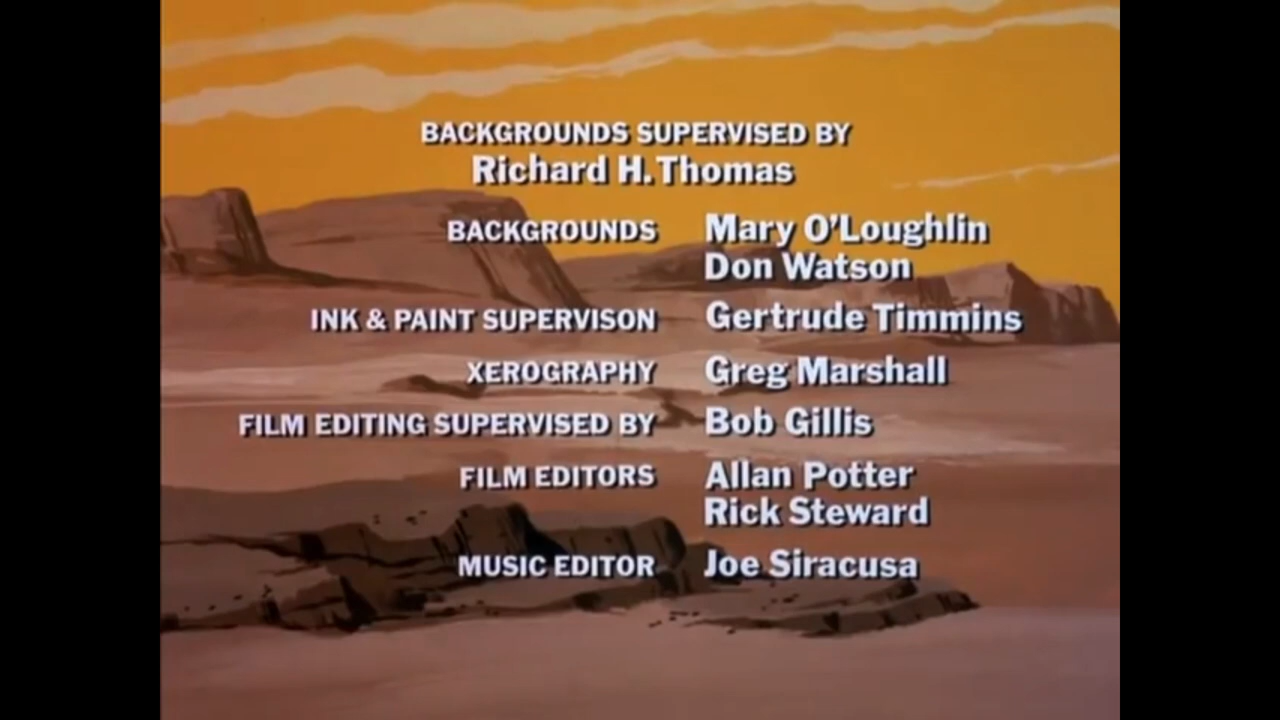 BACKGROUNDS SUPERVISED BY
Richard H. Thomas
BACKGROUNDS Mary O'Loughlin
Don Watson
INK & PAINT SUPERVISON Gertrude Timmins
XEROGRAPHY Greg Marshall
FILM EDITING SUPERVISED BY Bob Gillis
FILM EDITORS Allan Potter
Rick Steward
MUSIC EDITOR Joe Siracusa